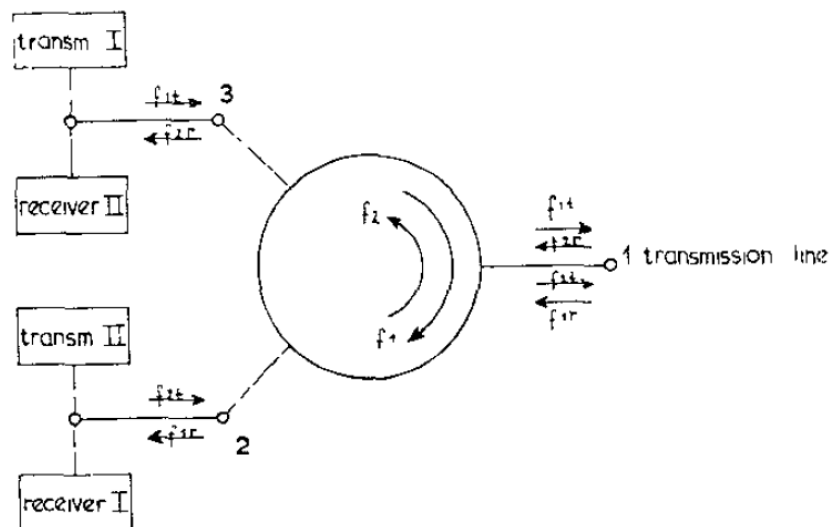 transm I
f1t
3
f2r
receiver II
f2
f1
f1t
f2r
1 transmission line
f2t
f1r
transm II
f2t
f1r
2
receiver I